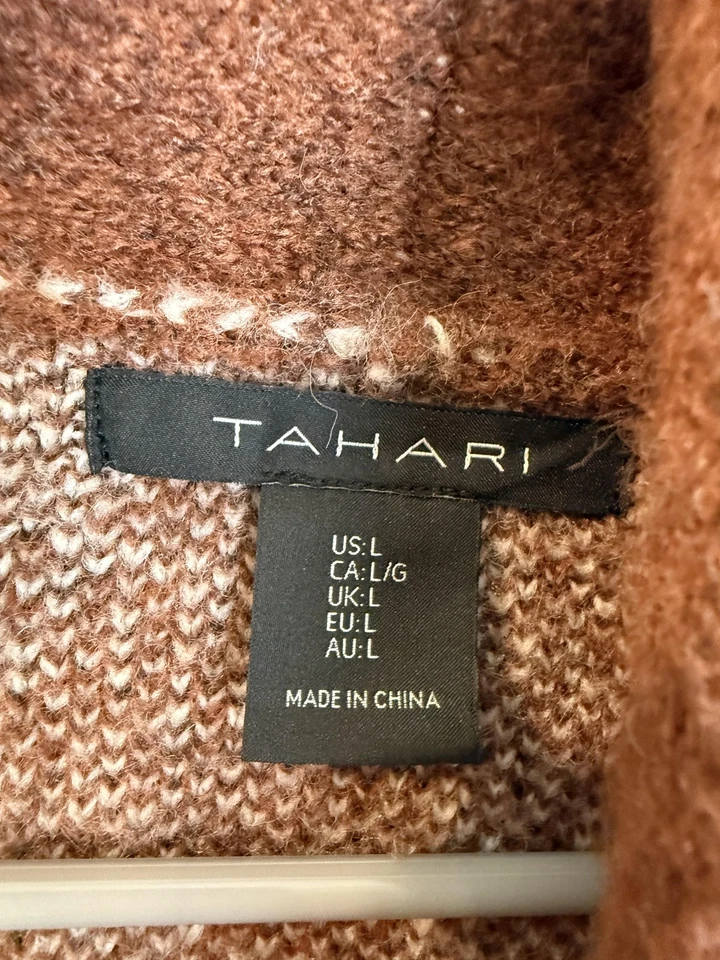 TAHARI
US:L
CA:L/G
UK:L
EU:L
AU:L
MADE IN CHINA